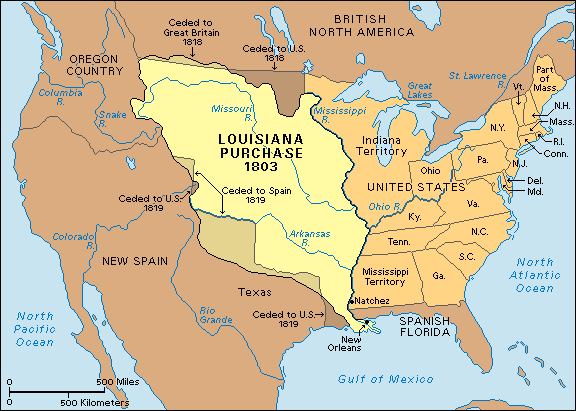 Ceded to
Great Britain
1818
BRITISH
NORTH AMERICA
Ceded to U.S.
1818
OREGON
COUNTRY
Columbia
R.
Snake
R.
Missouri
R.
Mississippi
R.
Great
Lakes
St. Lawrence
R.
Part
of
Mass.
Vt.
N.H.
Mass.
R.I.
Conn.
N.Y.
N.J.
Pa.
Del.
Md.
LOUISIANA
PURCHASE
1803
Indiana
Territory
Ohio
UNITED STATES
Ohio R.
Va.
Ky.
N.C.
Tenn.
S.C.
Ga.
Mississippi
Territory
Ceded to U.S.
1819
Ceded to Spain
1819
Arkansas
R.
Colorado
R.
NEW SPAIN
Texas
Rio
Grande
Ceded to U.S.
1819
Natchez
New
Orleans
SPANISH
FLORIDA
North
Atlantic
Ocean
North
Pacific
Ocean
Gulf of Mexico
0
500 Miles
0
500 Kilometers